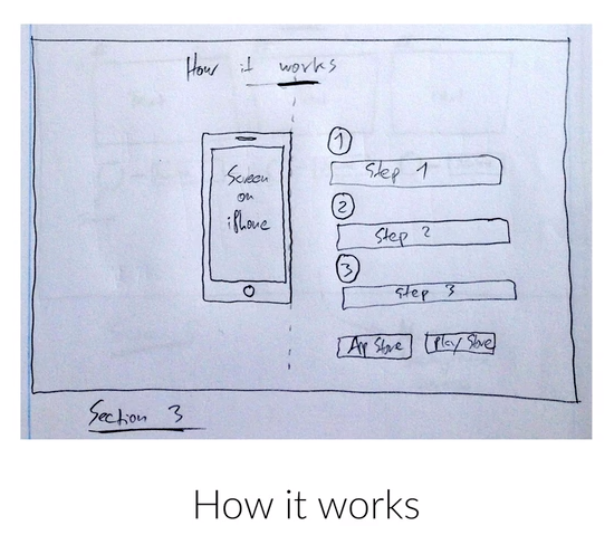 How it works
Screen
on
iPhone
1
Step 1
2
Step 2
3
Step 3
App Store
Play Store
Section 3
How it works